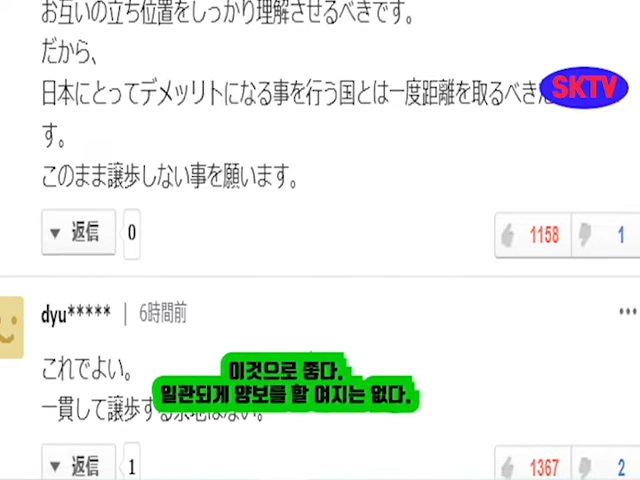 お互いの立ち位置をしっかり理解させるべきです。
だから、
日本にとってデメリットになる事を行う国とは一度距離を取るべき
SKTV
す。
このまま譲歩しない事を願います。
▼ 返信 0
1158 1
dyu***** | 6時間前
これでよい。
이것으로 좋다.
일관되게 양보를 할 여지는 없다.
一貫して譲歩する
▼ 返信 1
1367 2